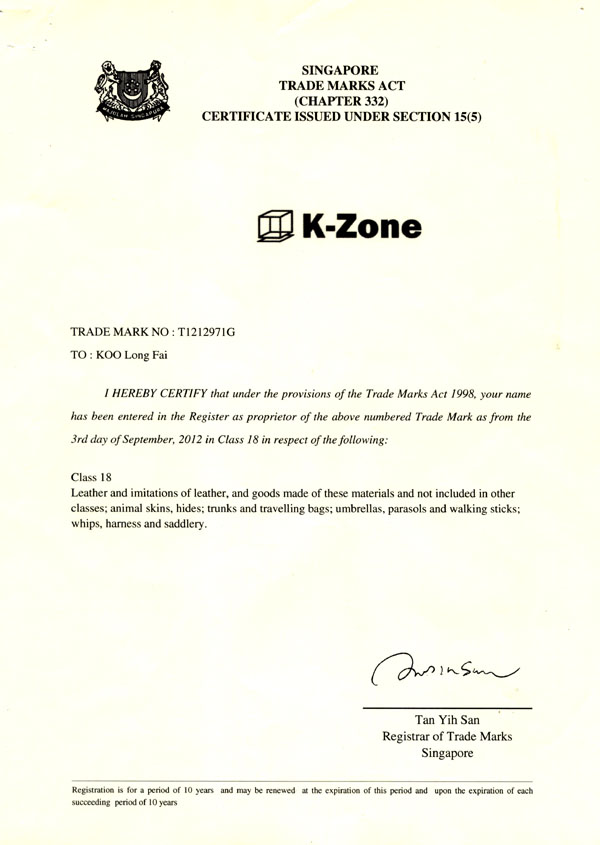 SINGAPORE
TRADE MARKS ACT
(CHAPTER 332)
CERTIFICATE ISSUED UNDER SECTION 15(5)
MAJULAH SINGAPURA
K-Zone
TRADE MARK NO : T1212971G
TO : KOO Long Fai
I HEREBY CERTIFY that under the provisions of the Trade Marks Act 1998, your name
has been entered in the Register as proprietor of the above numbered Trade Mark as from the
3rd day of September, 2012 in Class 18 in respect of the following:
Class 18
Leather and imitations of leather, and goods made of these materials and not included in other
classes; animal skins, hides; trunks and travelling bags; umbrellas, parasols and walking sticks;
whips, harness and saddlery.
Tan Yih San
Registrar of Trade Marks
Singapore
Registration is for a period of 10 years and may be renewed at the expiration of this period and upon the expiration of each
succeeding period of 10 years